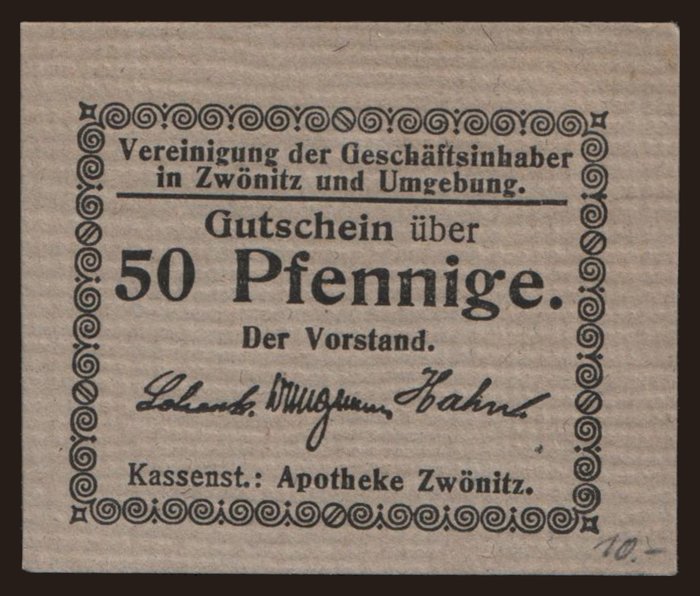 Vereinigung der Geschäftsinhaber
in Zwönitz und Umgebung.
Gutschein über
50 Pfennige.
Der Vorstand.
Kassenst.: Apotheke Zwönitz.
10.-